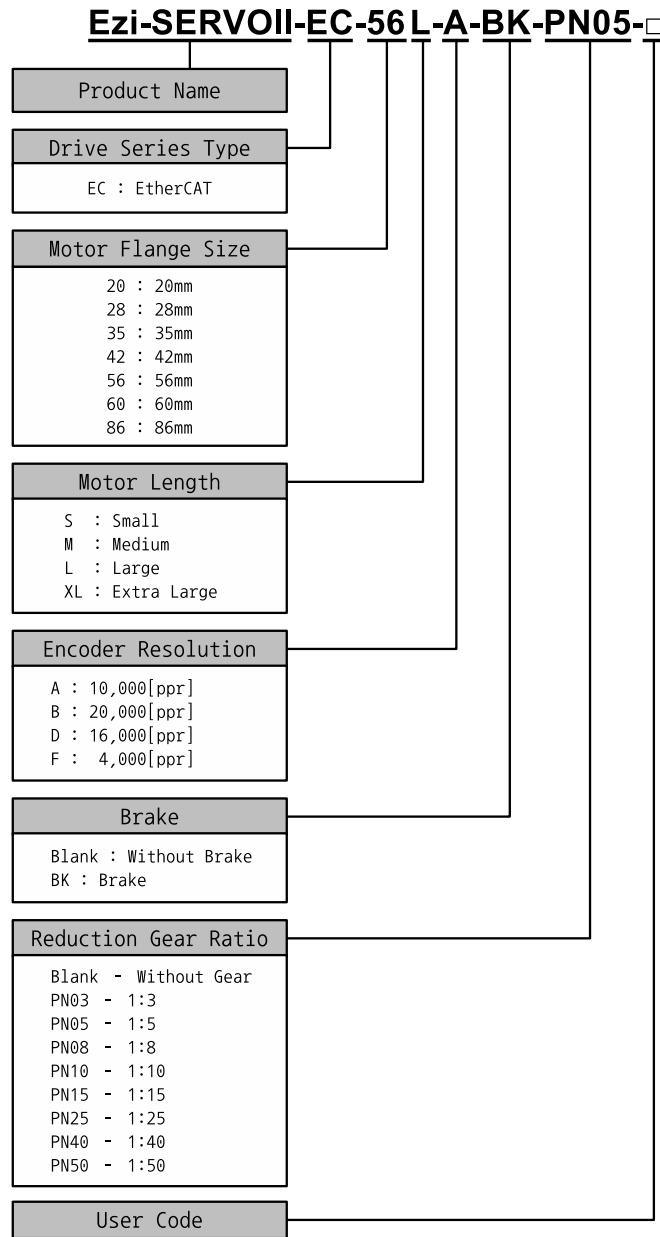 Ezi-SERVOII-EC-56L-A-BK-PN05-□
Product Name
Drive Series Type
EC : EtherCAT
Motor Flange Size
20 : 20mm
28 : 28mm
35 : 35mm
42 : 42mm
56 : 56mm
60 : 60mm
86 : 86mm
Motor Length
S : Small
M : Medium
L : Large
XL : Extra Large
Encoder Resolution
A : 10,000[ppr]
B : 20,000[ppr]
D : 16,000[ppr]
F : 4,000[ppr]
Brake
Blank : Without Brake
BK : Brake
Reduction Gear Ratio
Blank - Without Gear
PN03 - 1:3
PN05 - 1:5
PN08 - 1:8
PN10 - 1:10
PN15 - 1:15
PN25 - 1:25
PN40 - 1:40
PN50 - 1:50
User Code